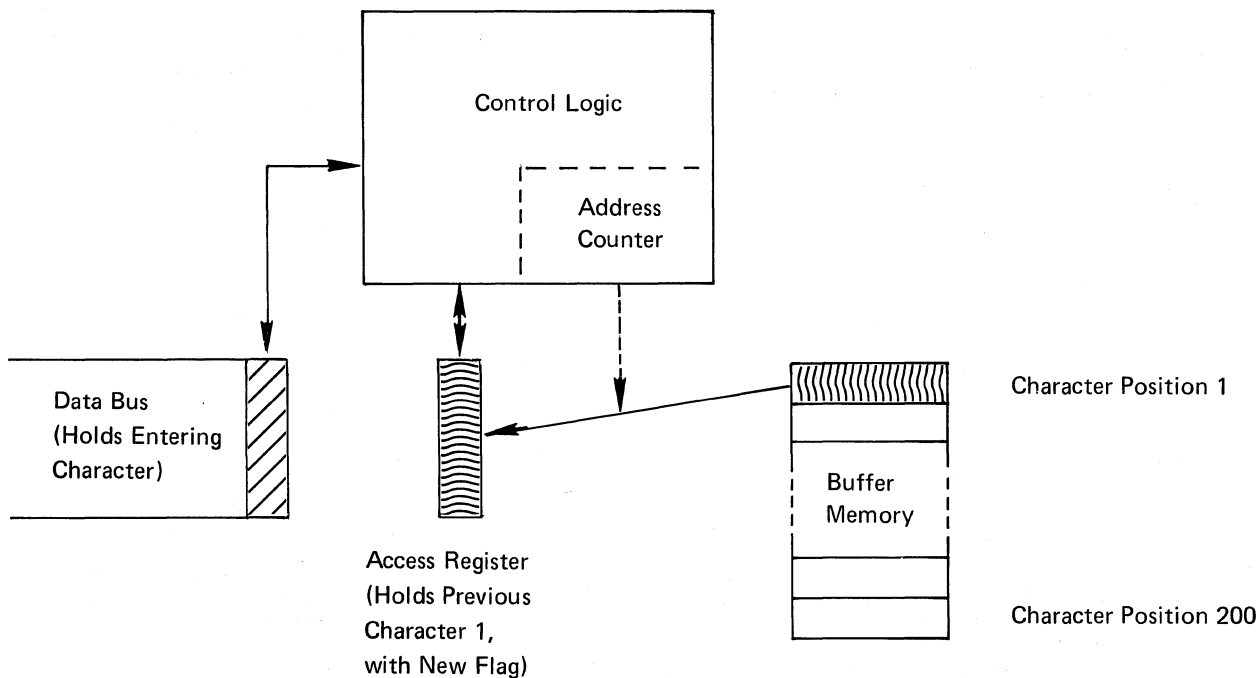 Control Logic
Address
Counter
Data Bus
(Holds Entering
Character)
Character Position 1
Buffer
Memory
Access Register
(Holds Previous
Character 1,
with New Flag)
Character Position 200